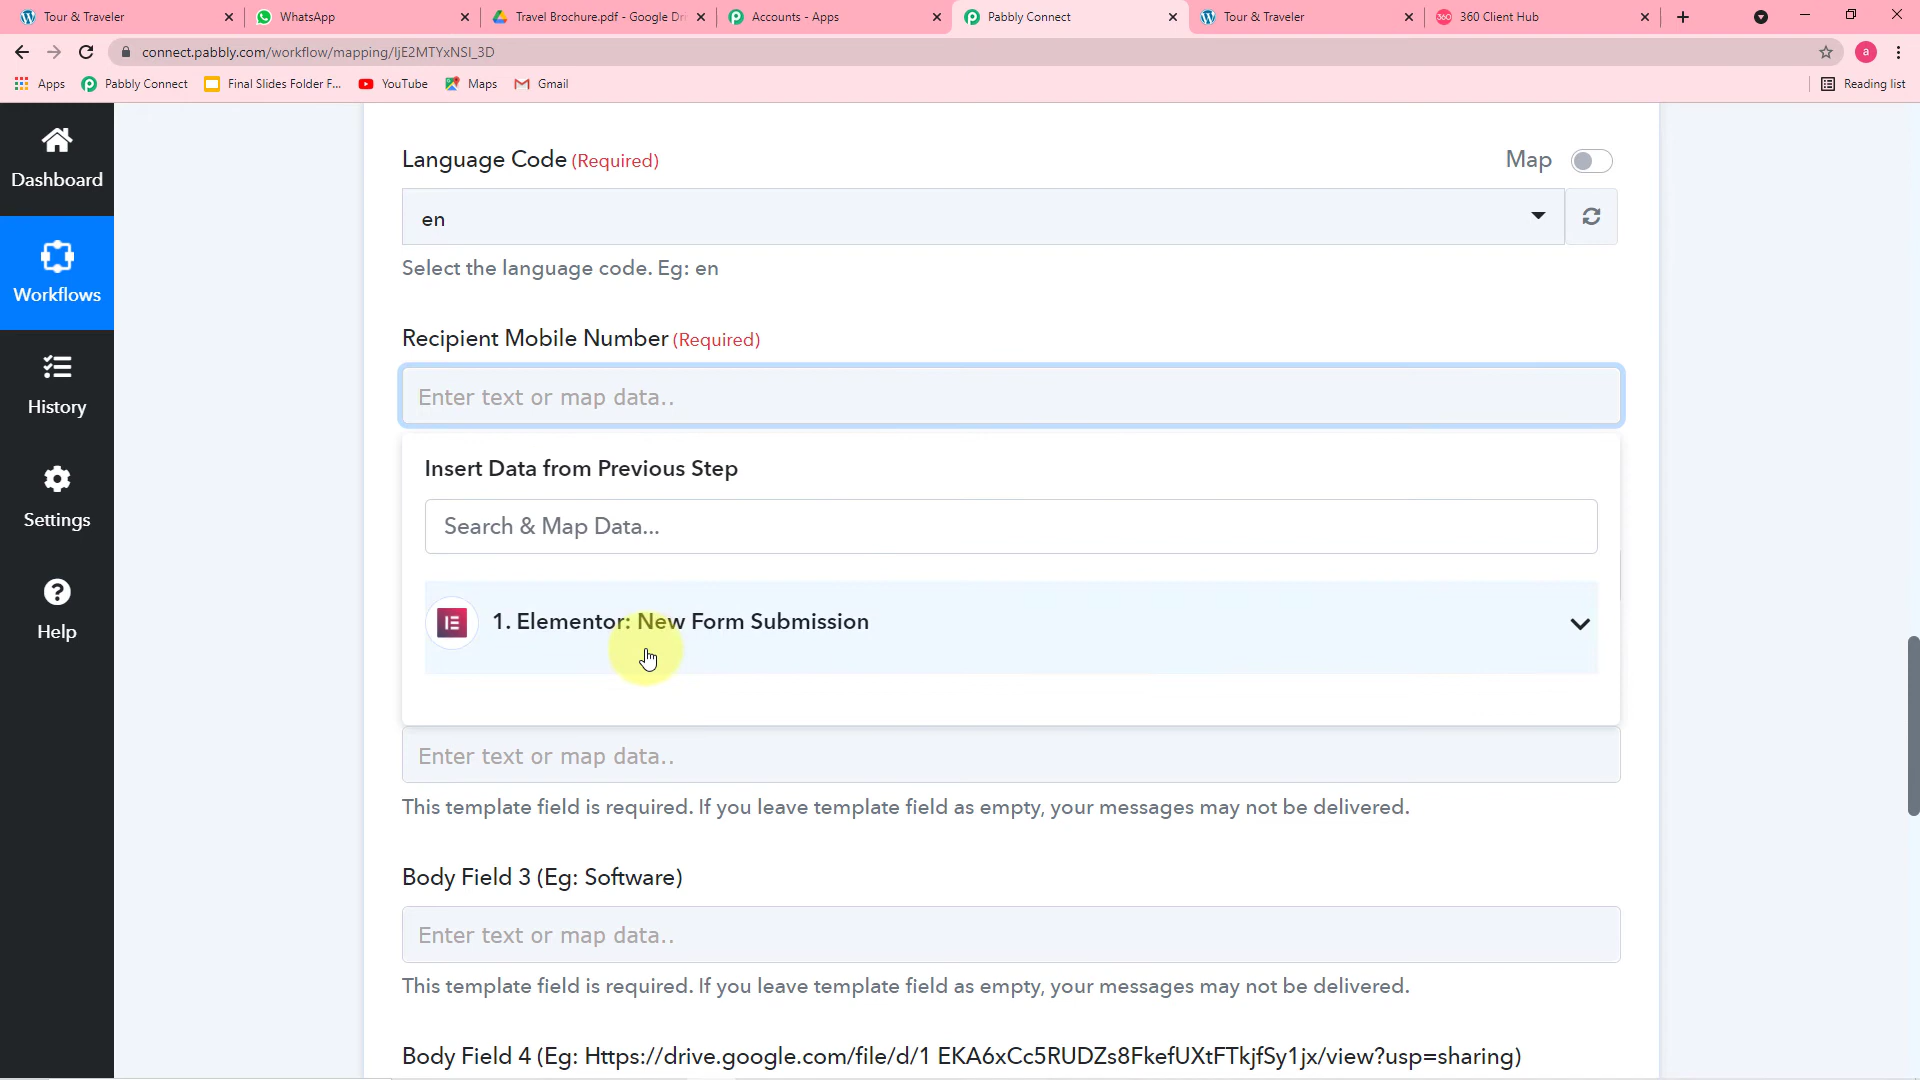 Tour & Traveler
WhatsApp
Travel Brochure.pdf - Google Dri
Accounts - Apps
Pabbly Connect
Tour & Traveler
360 Client Hub
connect.pabbly.com/workflow/mapping/IjE2MTYxNSI_3D
a
Apps
Pabbly Connect
Final Slides Folder F...
YouTube
Maps
Gmail
Reading list
Dashboard
Workflows
History
Settings
Help
Language Code (Required)
Map
en
Select the language code. Eg: en
Recipient Mobile Number (Required)
Enter text or map data..
Insert Data from Previous Step
Search & Map Data...
1. Elementor: New Form Submission
Enter text or map data..
This template field is required. If you leave template field as empty, your messages may not be delivered.
Body Field 3 (Eg: Software)
Enter text or map data..
This template field is required. If you leave template field as empty, your messages may not be delivered.
Body Field 4 (Eg: Https://drive.google.com/file/d/1 EKA6xCc5RUDZs8FkefUXtFTkjfSy1jx/view?usp=sharing)